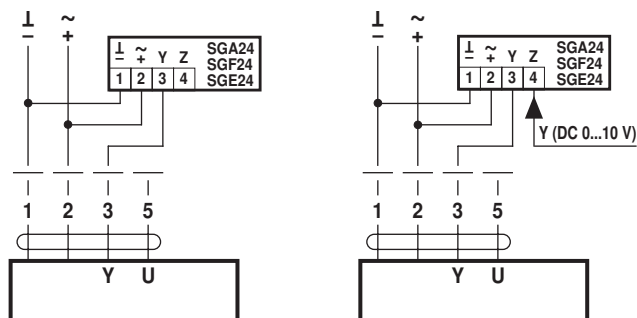 ⊥ ~
– +
⊥ ~ Y Z SGA24
– + SGF24
1 2 3 4 SGE24
1 2 3 5
Y U
⊥ ~
– +
⊥ ~ Y Z SGA24
– + SGF24
1 2 3 4 SGE24
Y (DC 0...10 V)
1 2 3 5
Y U